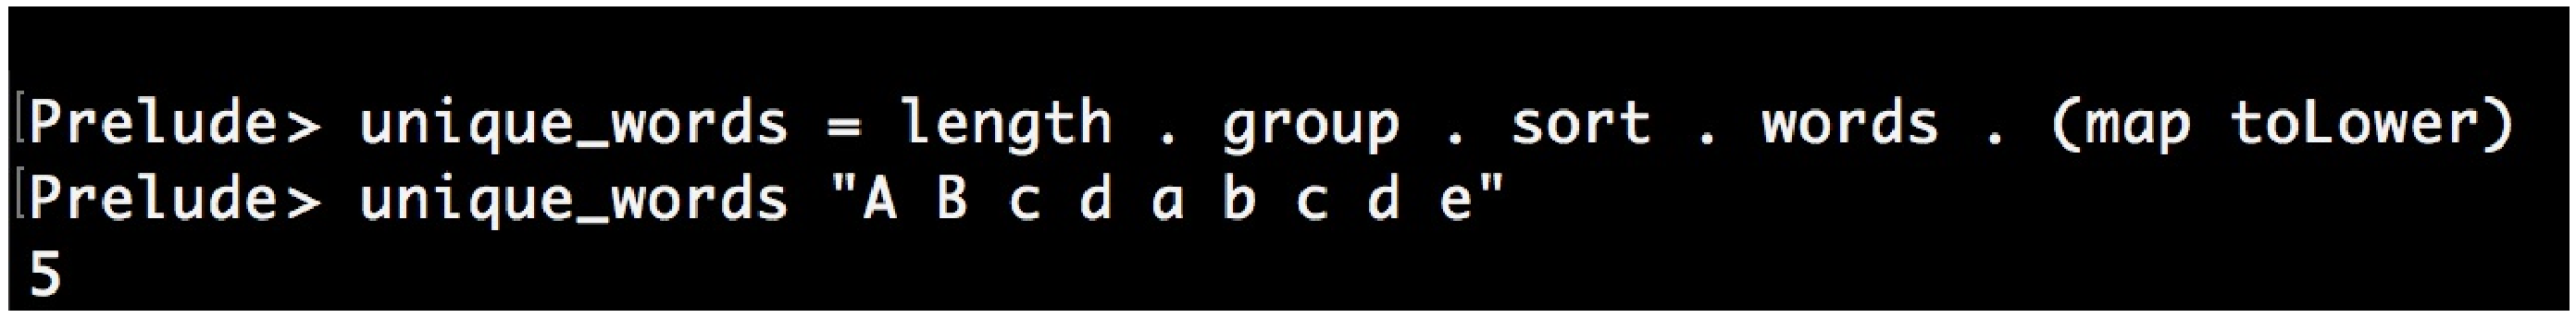 Prelude> unique_words = length . group . sort . words . (map toLower)
Prelude> unique_words "A B c d a b c d e"
5